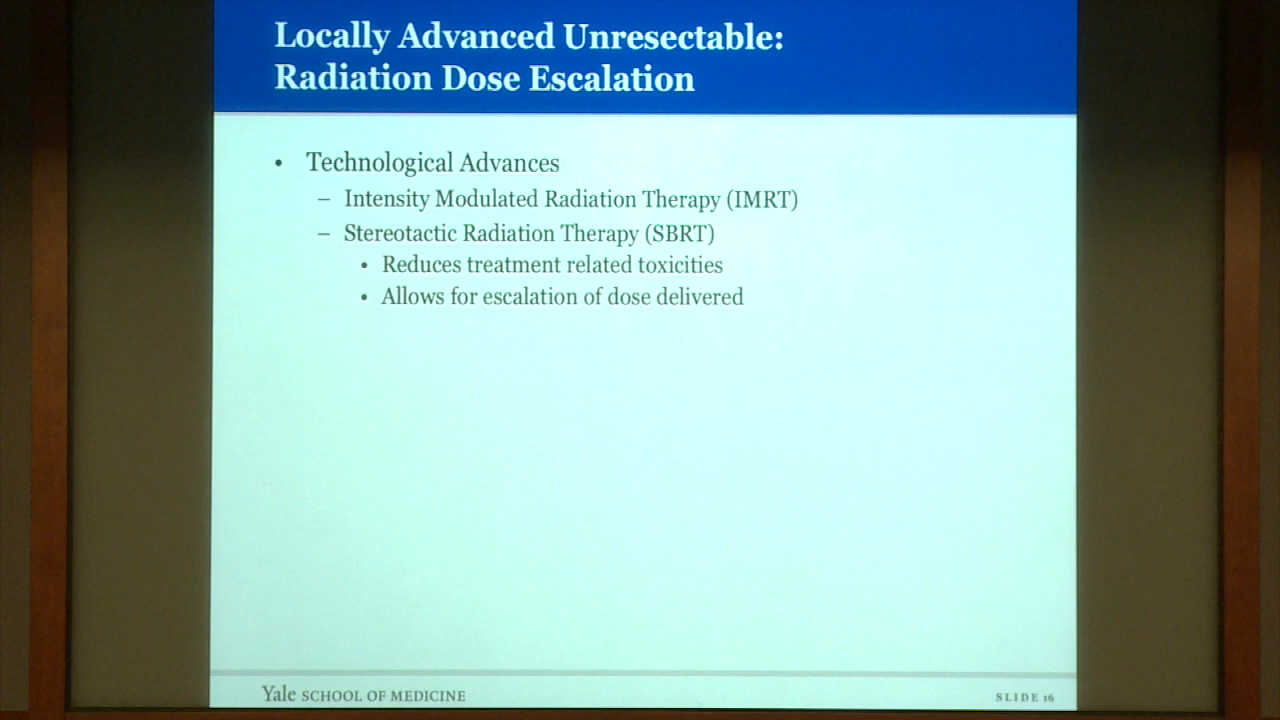 Locally Advanced Unresectable:
Radiation Dose Escalation
• Technological Advances
– Intensity Modulated Radiation Therapy (IMRT)
– Stereotactic Radiation Therapy (SBRT)
• Reduces treatment related toxicities
• Allows for escalation of dose delivered
Yale SCHOOL OF MEDICINE
SLIDE 16